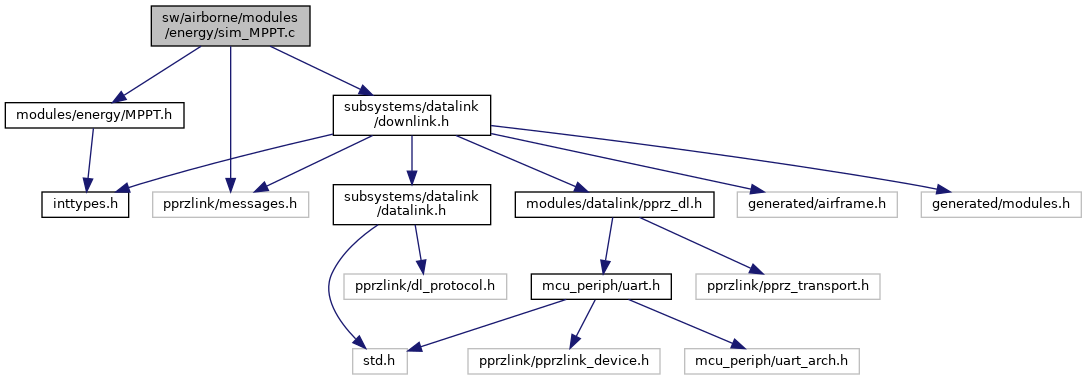 sw/airborne/modules
/energy/sim_MPPT.c
modules/energy/MPPT.h
subsystems/datalink
/downlink.h
inttypes.h
pprzlink/messages.h
subsystems/datalink
/datalink.h
modules/datalink/pprz_dl.h
generated/airframe.h
generated/modules.h
pprzlink/dl_protocol.h
mcu_periph/uart.h
pprzlink/pprz_transport.h
std.h
pprzlink/pprzlink_device.h
mcu_periph/uart_arch.h